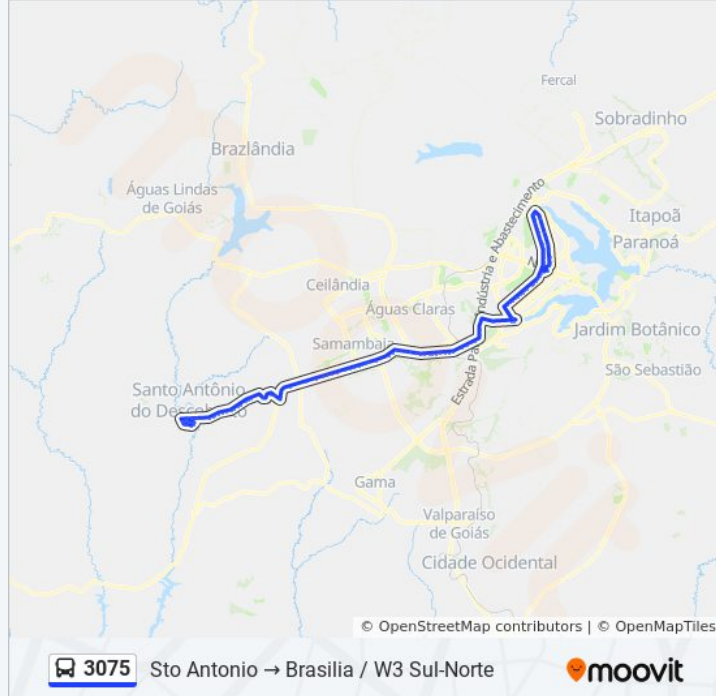 Fercal
Sobradinho
Brazlândia
Águas Lindas
de Goiás
Itapoã
Paranoá
Indústria e Abastecimento
Ceilândia
Águas Claras
Jardim Botânico
Samambaia
São Sebastião
Estrada
Santo Antônio
Gama
Valparaíso
de Goiás
Cidade Ocidental
© OpenStreetMap contributors | © OpenMapTiles
3075 Sto Antonio → Brasilia / W3 Sul-Norte moovit